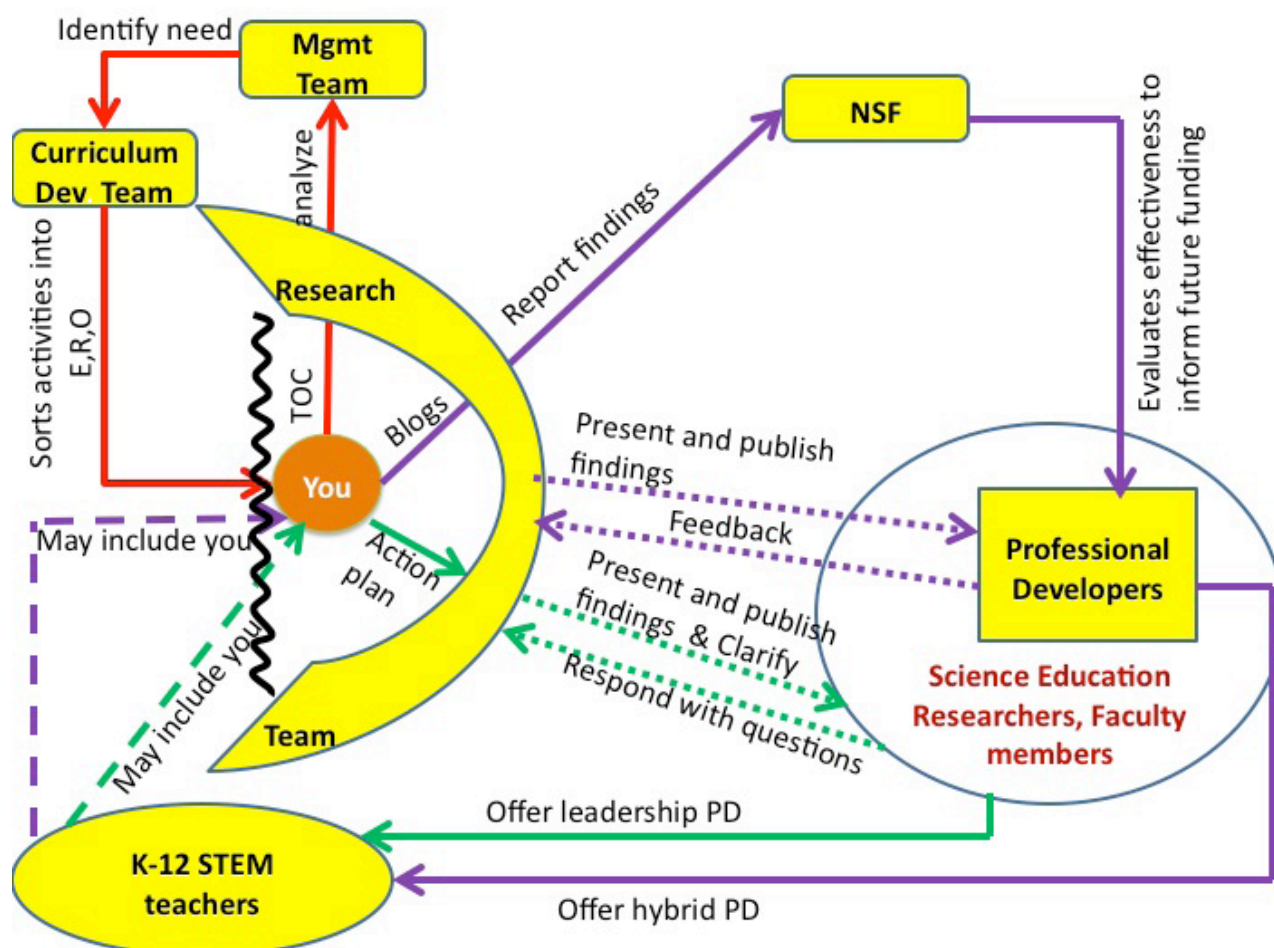 Identify need
Mgmt
Team
NSF
Curriculum
Dev. Team
analyze
Research
Report findings
Evaluates effectiveness to
inform future funding
Sorts activities into
E,R,O
TOC
Blogs
You
Present and publish
findings
Feedback
May include you
Action
plan
Professional
Developers
Present and publish
findings & Clarify
Respond with questions
Science Education
Researchers, Faculty
members
May include you
Team
Offer leadership PD
K-12 STEM
teachers
Offer hybrid PD